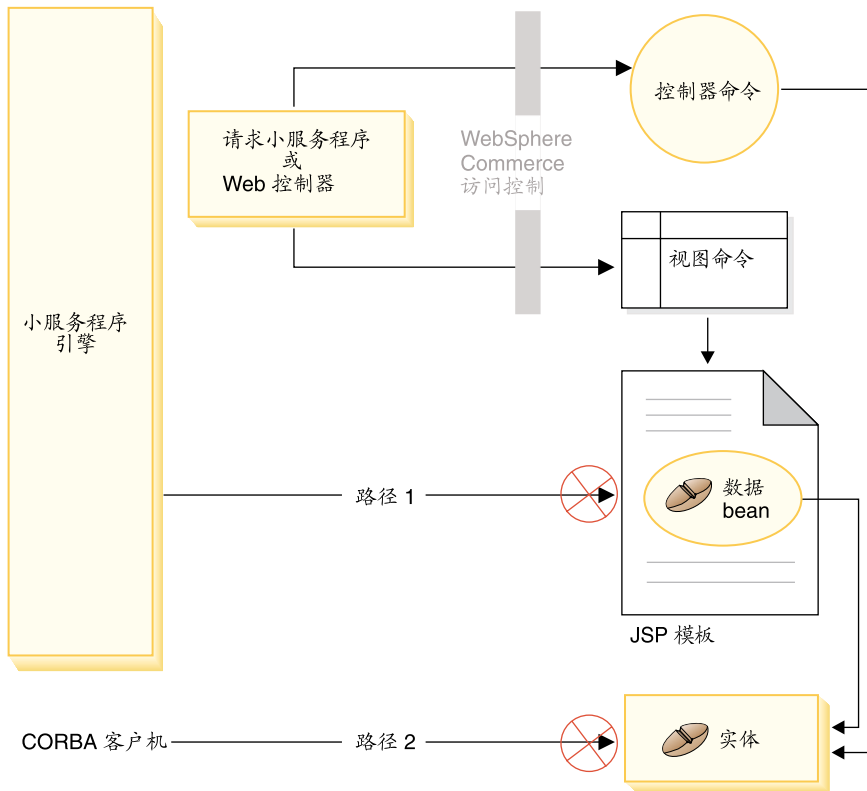 控制器命令
请求小服务程序
或
Web 控制器
WebSphere
Commerce
访问控制
视图命令
小服务程序
引擎
路径 1
数据
bean
JSP 模板
CORBA 客户机
路径 2
实体